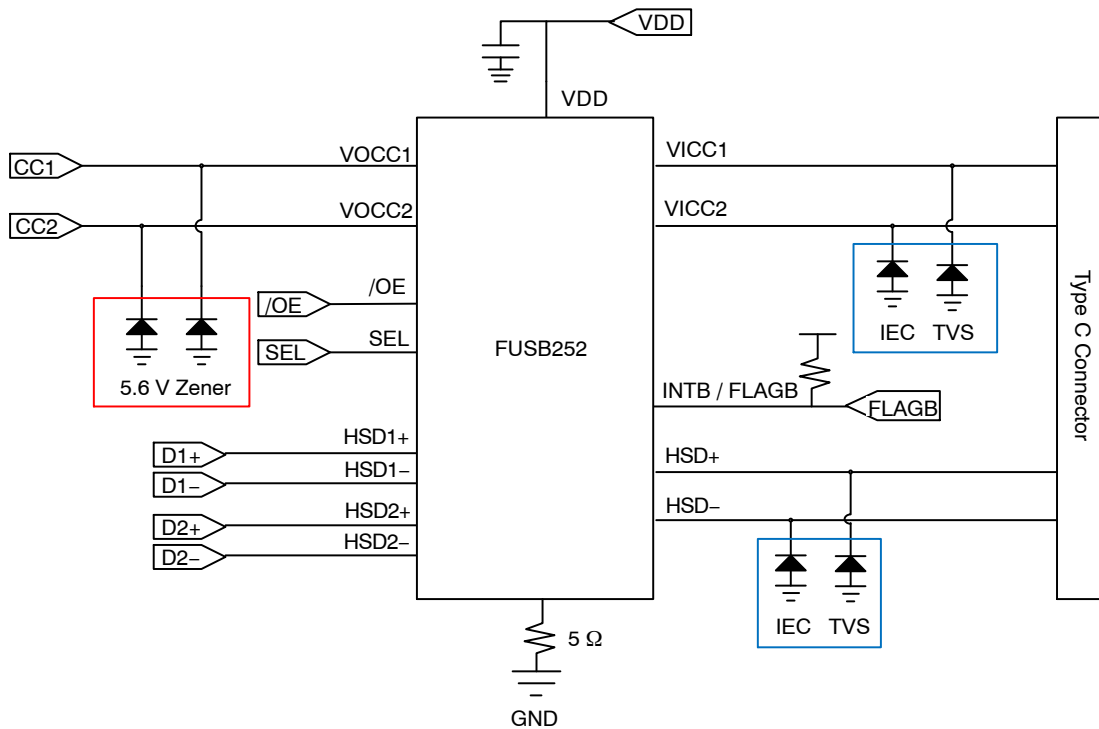 VDD
VDD
CC1
VOCC1
VICC1
CC2
VOCC2
VICC2
/OE
/OE
SEL
SEL
FUSB252
5.6 V Zener
IEC TVS
Type C Connector
INTB / FLAGB
FLAGB
D1+
HSD1+
HSD+
D1−
HSD1−
D2+
HSD2+
HSD−
D2−
HSD2−
IEC TVS
5 Ω
GND